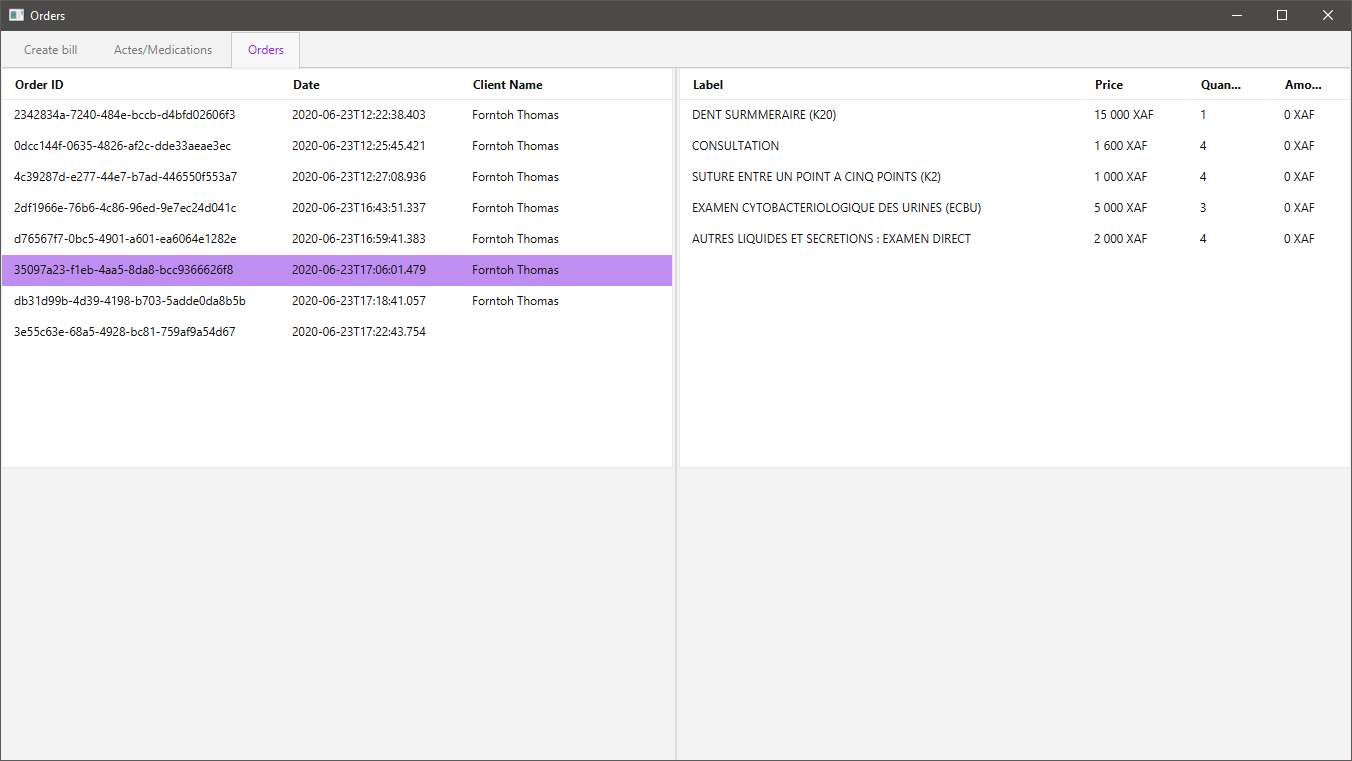 Orders
Create bill Actes/Medications Orders
Order ID Date Client Name
2342834a-7240-484e-bccb-d4bfd02606f3 2020-06-23T12:22:38.403 Forntoh Thomas
0dcc144f-0635-4826-af2c-dde33aeae3ec 2020-06-23T12:25:45.421 Forntoh Thomas
4c39287d-e277-44e7-b7ad-446550f553a7 2020-06-23T12:27:08.936 Forntoh Thomas
2df1966e-76b6-4c86-96ed-9e7ec24d041c 2020-06-23T16:43:51.337 Forntoh Thomas
d76567f7-0bc5-4901-a601-ea6064e1282e 2020-06-23T16:59:41.383 Forntoh Thomas
35097a23-f1eb-4aa5-8da8-bcc9366626f8 2020-06-23T17:06:01.479 Forntoh Thomas
db31d99b-4d39-4198-b703-5adde0da8b5b 2020-06-23T17:18:41.057 Forntoh Thomas
3e55c63e-68a5-4928-bc81-759af9a54d67 2020-06-23T17:22:43.754
Label Price Quan... Amo...
DENT SURMMERAIRE (K20) 15 000 XAF 1 0 XAF
CONSULTATION 1 600 XAF 4 0 XAF
SUTURE ENTRE UN POINT A CINQ POINTS (K2) 1 000 XAF 4 0 XAF
EXAMEN CYTOBACTERIOLOGIQUE DES URINES (ECBU) 5 000 XAF 3 0 XAF
AUTRES LIQUIDES ET SECRETIONS : EXAMEN DIRECT 2 000 XAF 4 0 XAF